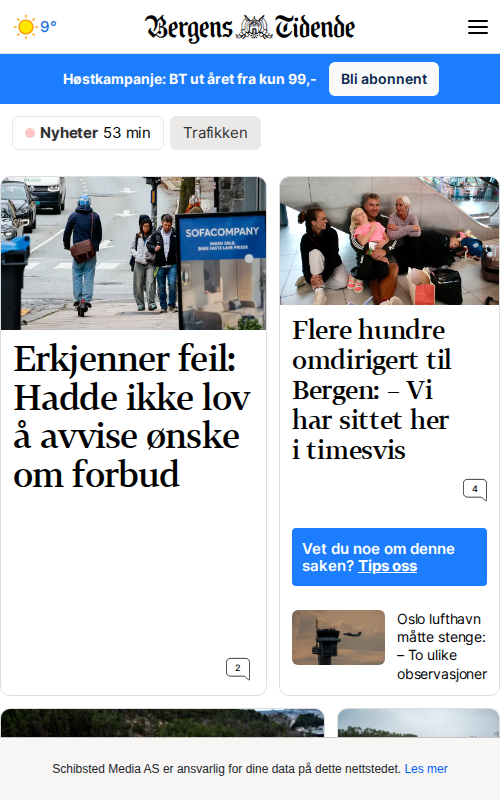 9°
Bergens Tidende
Høstkampanje: BT ut året fra kun 99,-
Bli abonnent
Nyheter 53 min
Trafikken
SOFACOMPANY
Erkjenner feil:
Hadde ikke lov
å avvise ønske
om forbud
2
Flere hundre
omdirigert til
Bergen: – Vi
har sittet her
i timesvis
4
Vet du noe om denne
saken? Tips oss
Oslo lufthavn
måtte stenge:
– To ulike
observasjoner
Schibsted Media AS er ansvarlig for dine data på dette nettstedet. Les mer